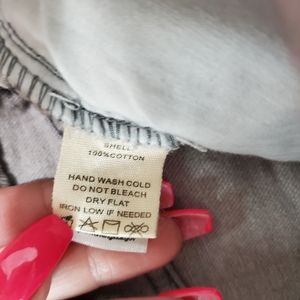 SHELL
100%COTTON
HAND WASH COLD
DO NOT BLEACH
DRY FLAT
IRON LOW IF NEEDED